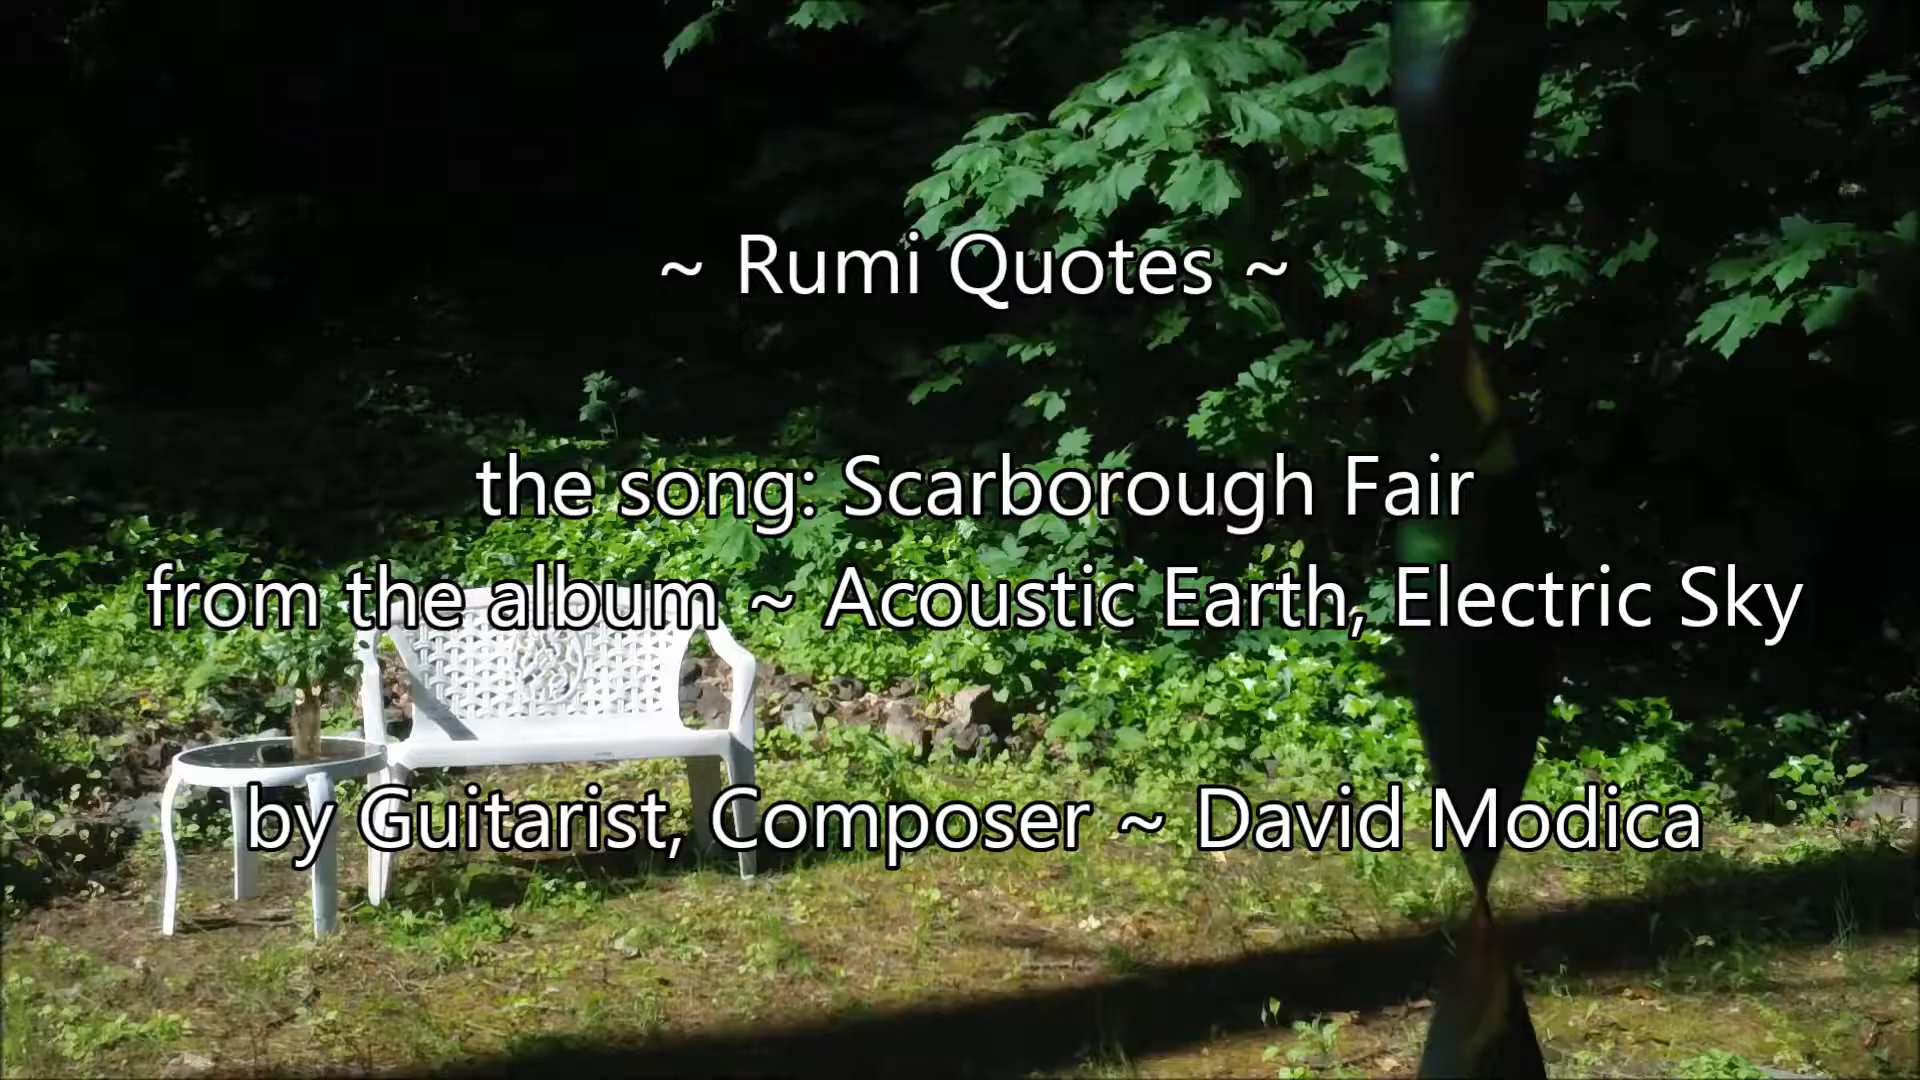 ~ Rumi Quotes ~
the song: Scarborough Fair
from the album ~ Acoustic Earth, Electric Sky
by Guitarist, Composer ~ David Modica